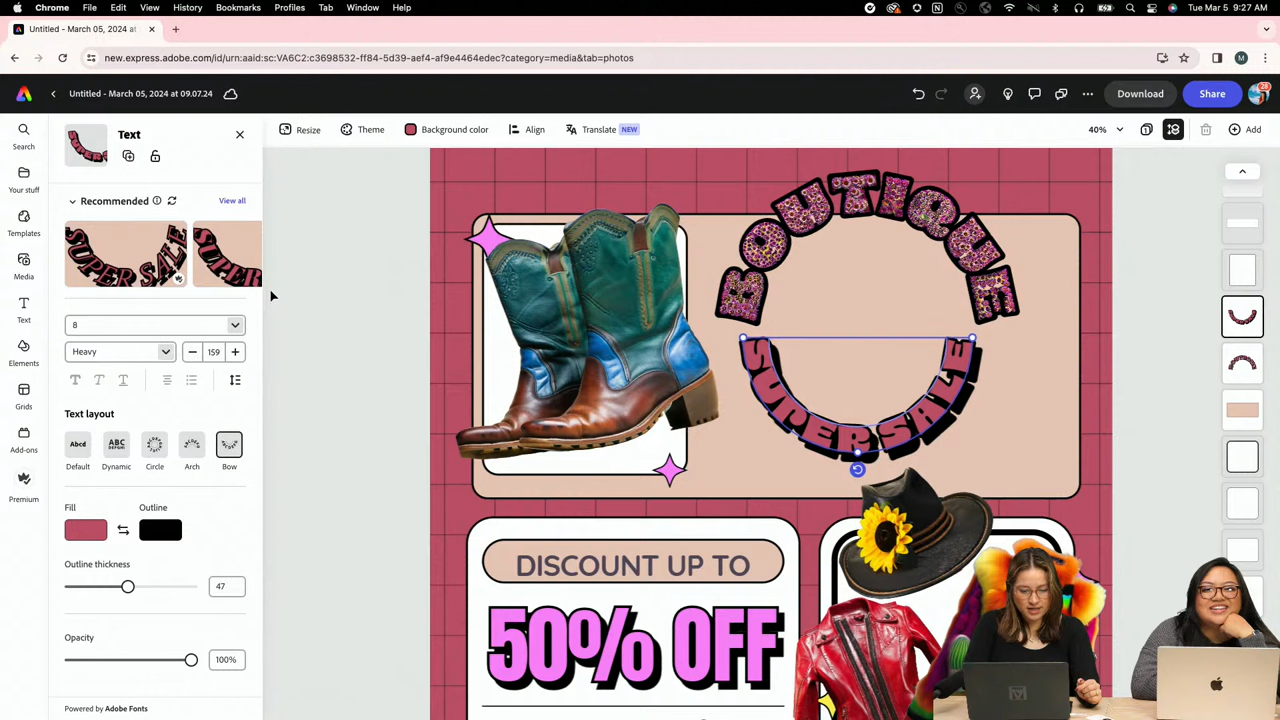 Chrome File Edit View History Bookmarks Profiles Tab Window Help
Tue Mar 5 9:27 AM
Untitled - March 05, 2024 at
new.express.adobe.com/id/urn:aaid:sc:VA6C2:c3698532-ff84-5d39-aef4-af9e4464edec?category=media&tab=photos
M
Untitled - March 05, 2024 at 09.07.24
Download
Share
28
Text
Resize
Theme
Background color
Align
Translate NEW
40%
Add
Search
Your stuff
Templates
Media
Text
Elements
Grids
Add-ons
Premium
Recommended
View all
SUPER SALE
SUPER
8
Heavy
159
Text layout
Abcd
ABC
Default
Dynamic
Circle
Arch
Bow
Fill
Outline
Outline thickness
47
Opacity
100%
Powered by Adobe Fonts
BOUTIQUE
SUPER SALE
DISCOUNT UP TO
50% OFF